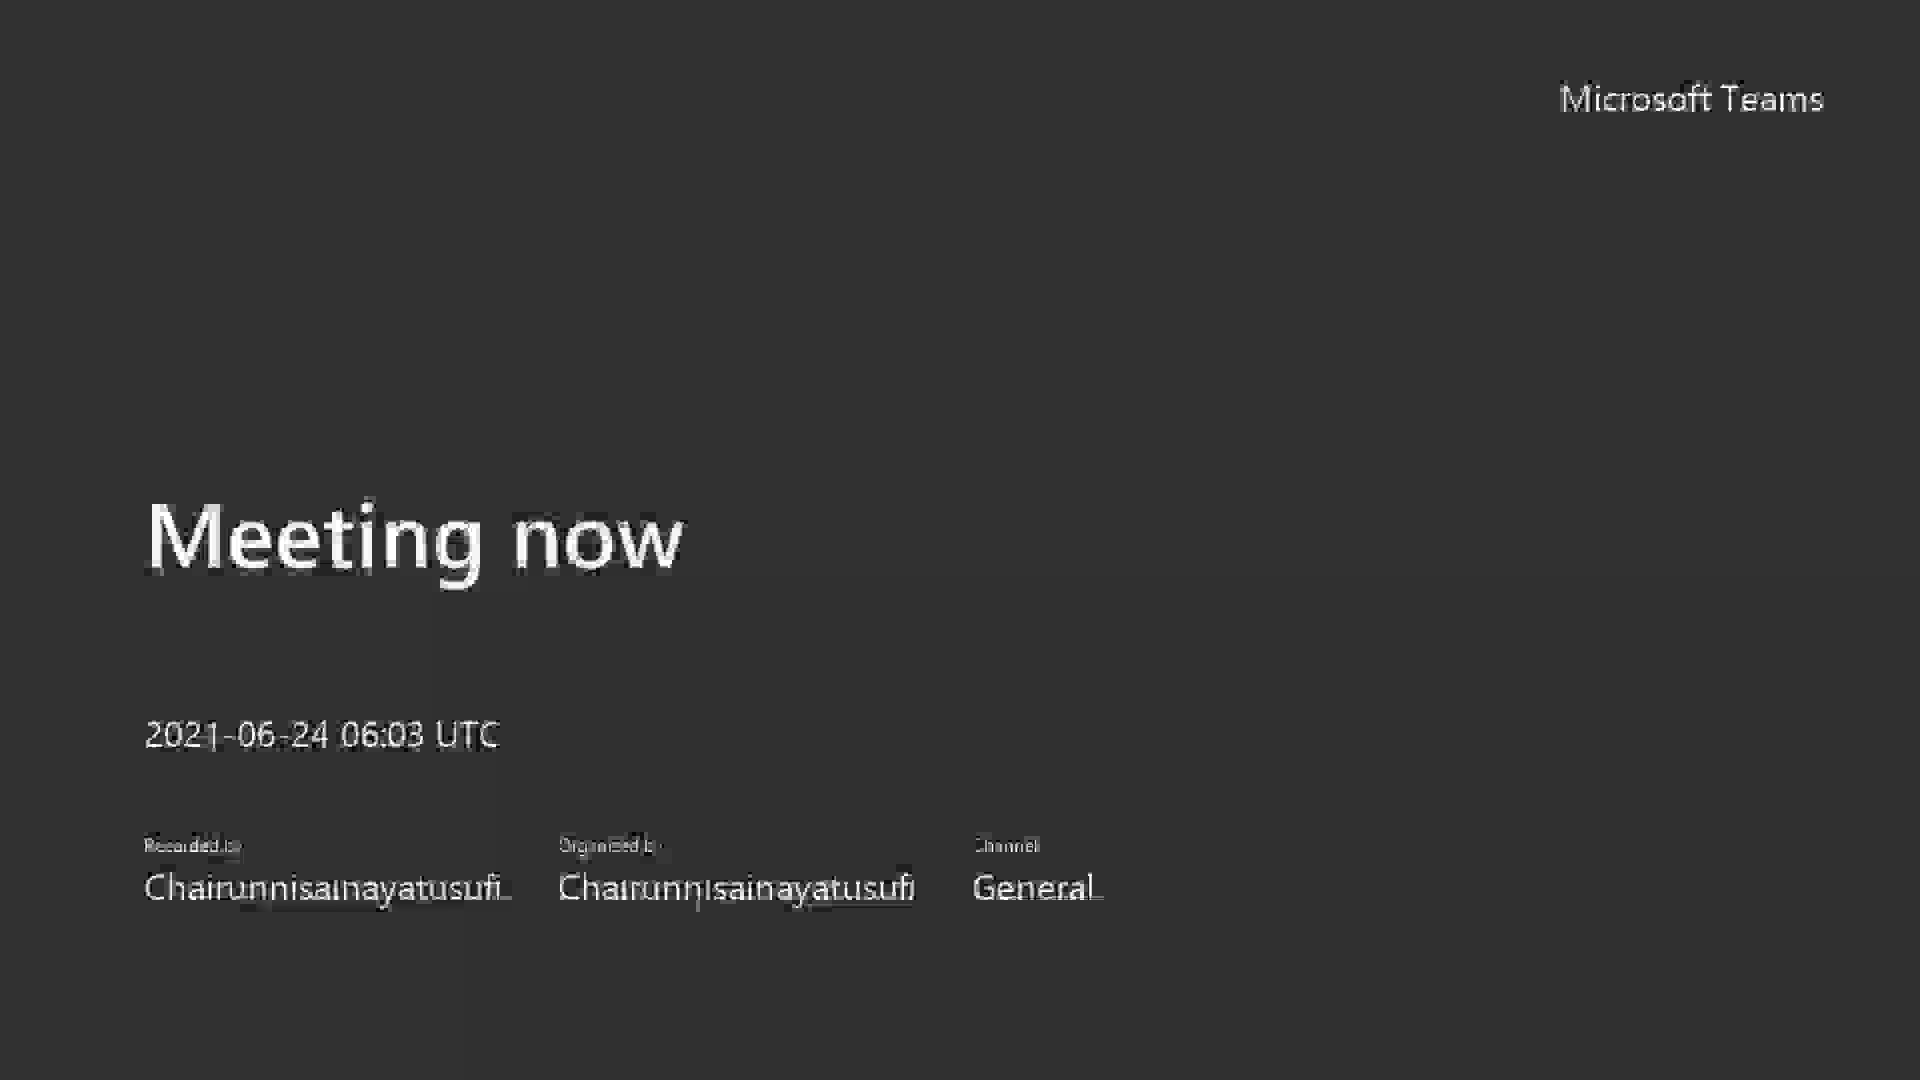 Microsoft Teams
Meeting now
2021-06-24 06:03 UTC
Recorded by Organized by Channel
Chairunnisainayatusufi Chairunnisainayatusufi General